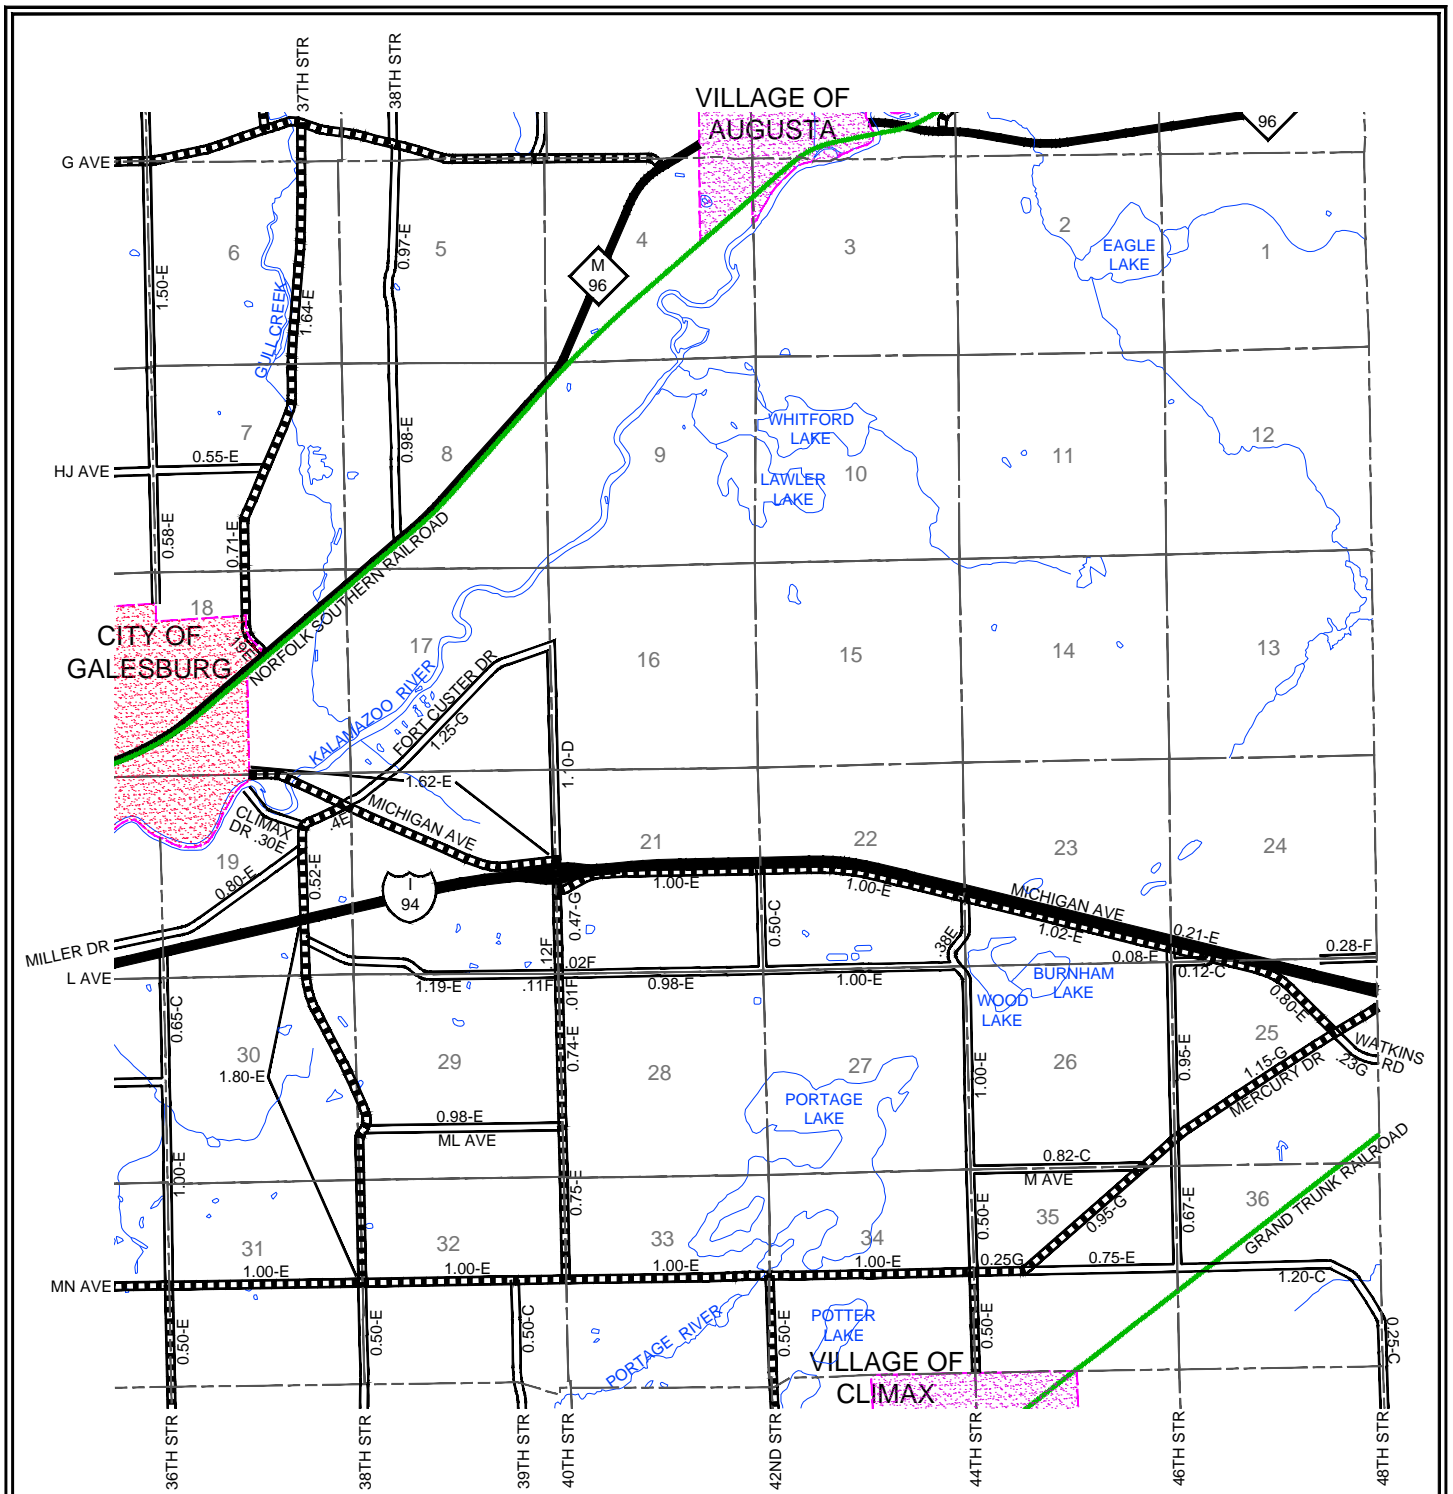 37TH STR
38TH STR
VILLAGE OF
AUGUSTA
96
G AVE
6
5
4
3
2
1
EAGLE
LAKE
0.97-E
1.50-E
M
96
1.64-E
GULL CREEK
7
8
9
10
11
12
WHITFORD
LAKE
LAWLER
LAKE
0.98-E
0.55-E
HJ AVE
0.58-E
0.71-E
NORFOLK SOUTHERN RAILROAD
18
CITY OF
GALESBURG
.19E
17
16
15
14
13
KALAMAZOO RIVER
FORT CUSTER DR
1.25-G
1.10-D
1.62-E
MICHIGAN AVE
CLIMAX
DR .30E
.4E
19
0.80-E
0.52-E
21
22
23
24
I
94
1.00-E
1.00-E
MICHIGAN AVE
1.02-E
0.21-E
0.08-E
0.12-C
0.28-F
MILLER DR
L AVE
0.47-G
0.50-C
.38E
.12F
.02F
1.19-E
.11F
.01F
0.98-E
1.00-E
WOOD
LAKE
BURNHAM
LAKE
0.80-E
0.65-C
30
1.80-E
29
0.74-E
28
27
1.00-E
26
0.95-E
25
1.15-G
MERCURY DR
.23G
WATKINS
RD
PORTAGE
LAKE
0.98-E
ML AVE
1.00-E
0.75-E
0.82-C
M AVE
0.50-E
35
0.95-G
0.67-E
36
GRAND TRUNK RAILROAD
31
32
33
34
MN AVE
1.00-E
1.00-E
1.00-E
1.00-E
0.25G
0.75-E
1.20-C
0.50-E
0.50-E
0.50-C
PORTAGE RIVER
0.50-E
POTTER
LAKE
0.50-E
0.25-C
VILLAGE OF
CLIMAX
36TH STR
38TH STR
39TH STR
40TH STR
42ND STR
44TH STR
46TH STR
48TH STR